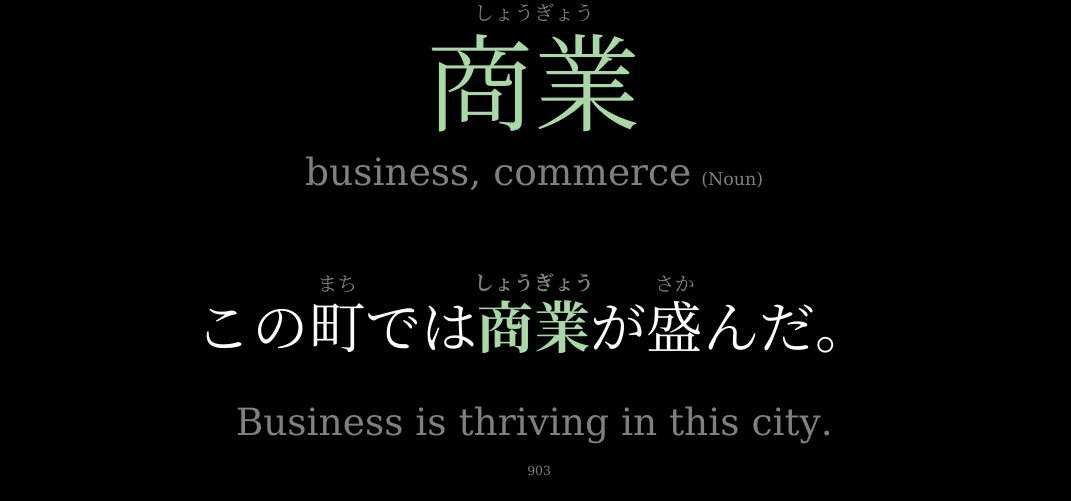 しょうぎょう
商業
business, commerce (Noun)
まち しょうぎょう さか
この町では商業が盛んだ。
Business is thriving in this city.
903